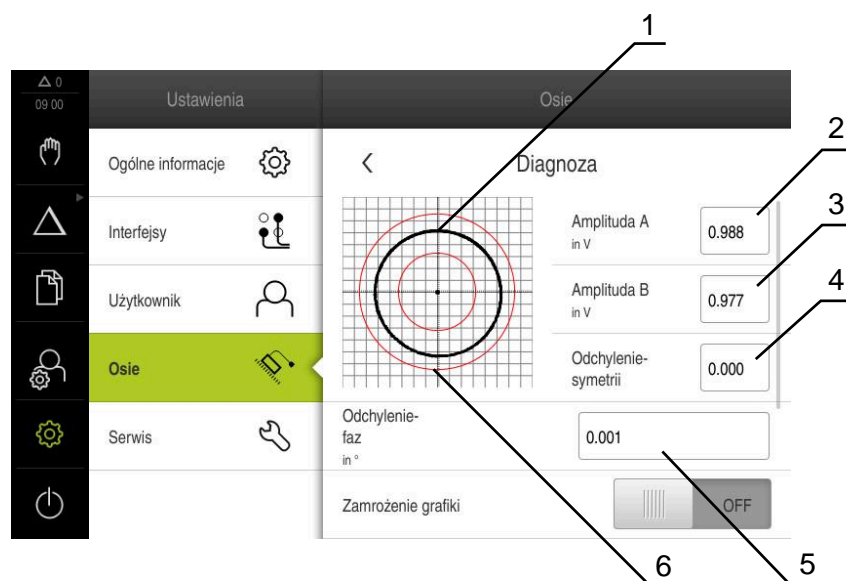 1
0
09 00
Ustawienia
Osie
2
Ogólne informacje
Diagnoza
Amplituda A
in V
0.988
3
Interfejsy
Amplituda B
in V
0.977
4
Użytkownik
Osie
Odchylenie-
symetrii
0.000
Serwis
Odchylenie-
faz
in °
0.001
Zamrożenie grafiki
OFF
6
5